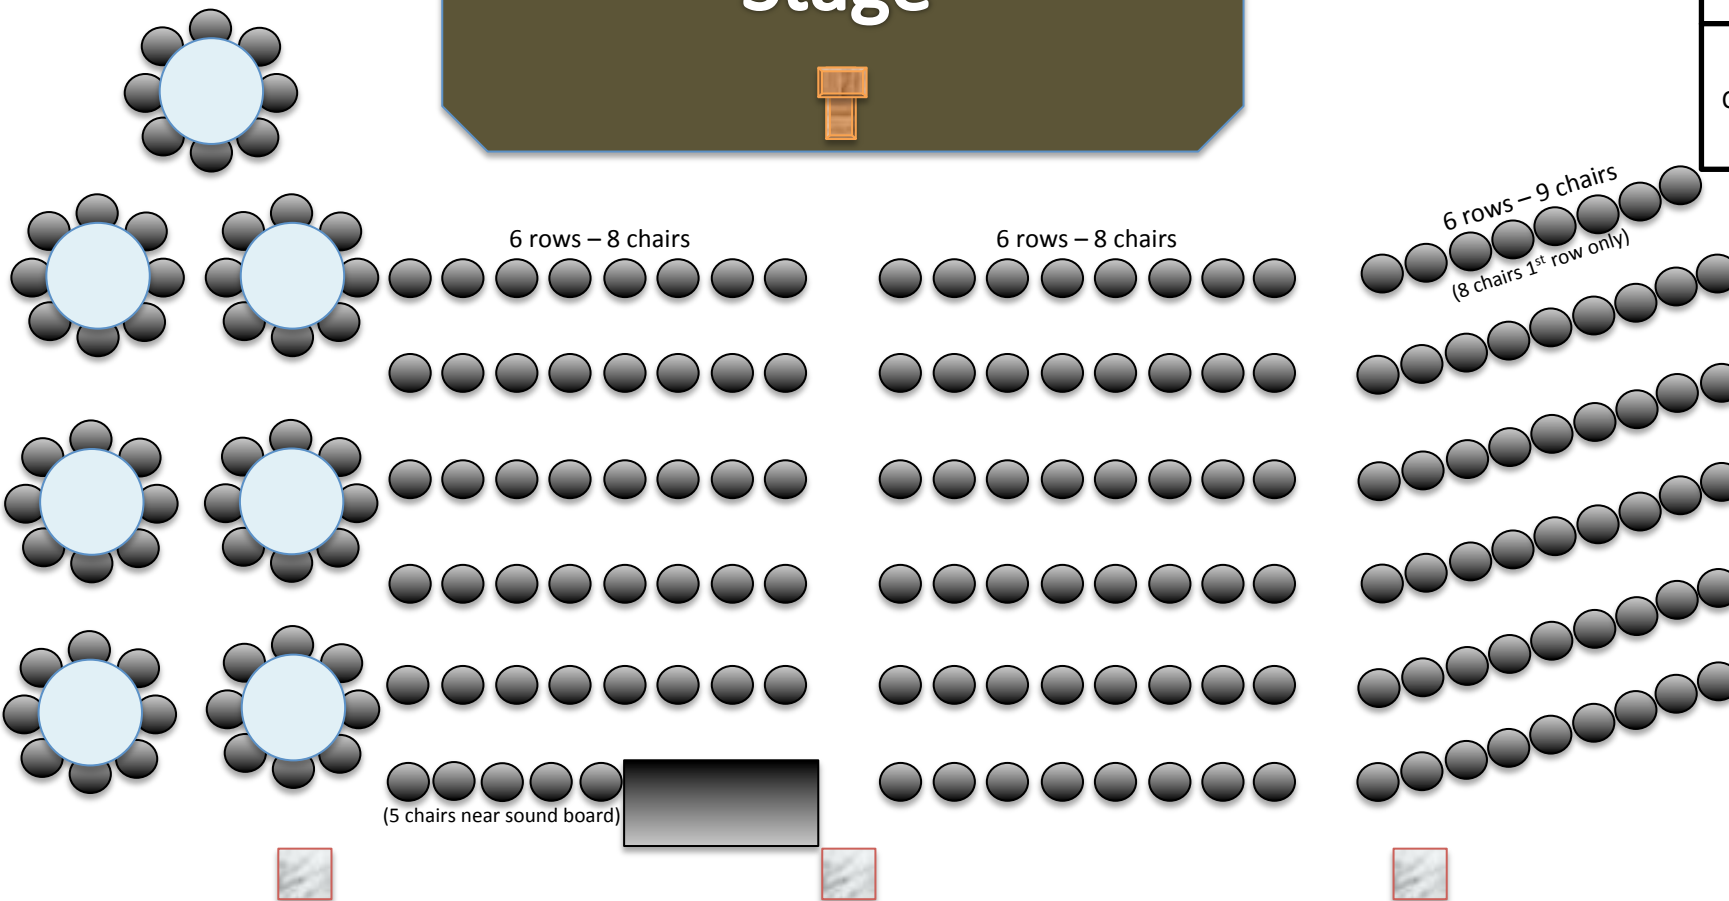 Stage
6 rows – 8 chairs
6 rows – 8 chairs
6 rows – 9 chairs
(8 chairs 1st row only)
(5 chairs near sound board)